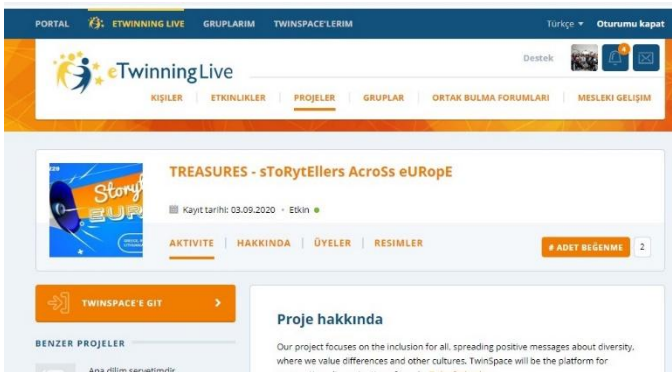 PORTAL ETWINNING LIVE GRUPLARIM TWINSPACE'LERIM Türkçe Oturumu kapat
eTwinning Live
Destek
4
KIŞILER ETKINLIKLER PROJELER GRUPLAR ORTAK BULMA FORUMLARI MESLEKI GELIŞIM
TREASURES - sToRytEllers AcroSs eURopE
Kayıt tarihi: 03.09.2020 · Etkin
AKTIVITE HAKKINDA ÜYELER RESIMLER
# ADET BEĞENME 2
TWINSPACE'E GIT
Proje hakkında
BENZER PROJELER
Our project focuses on the inclusion for all, spreading positive messages about diversity,
where we value differences and other cultures. TwinSpace will be the platform for
Ana dilim servetimdir